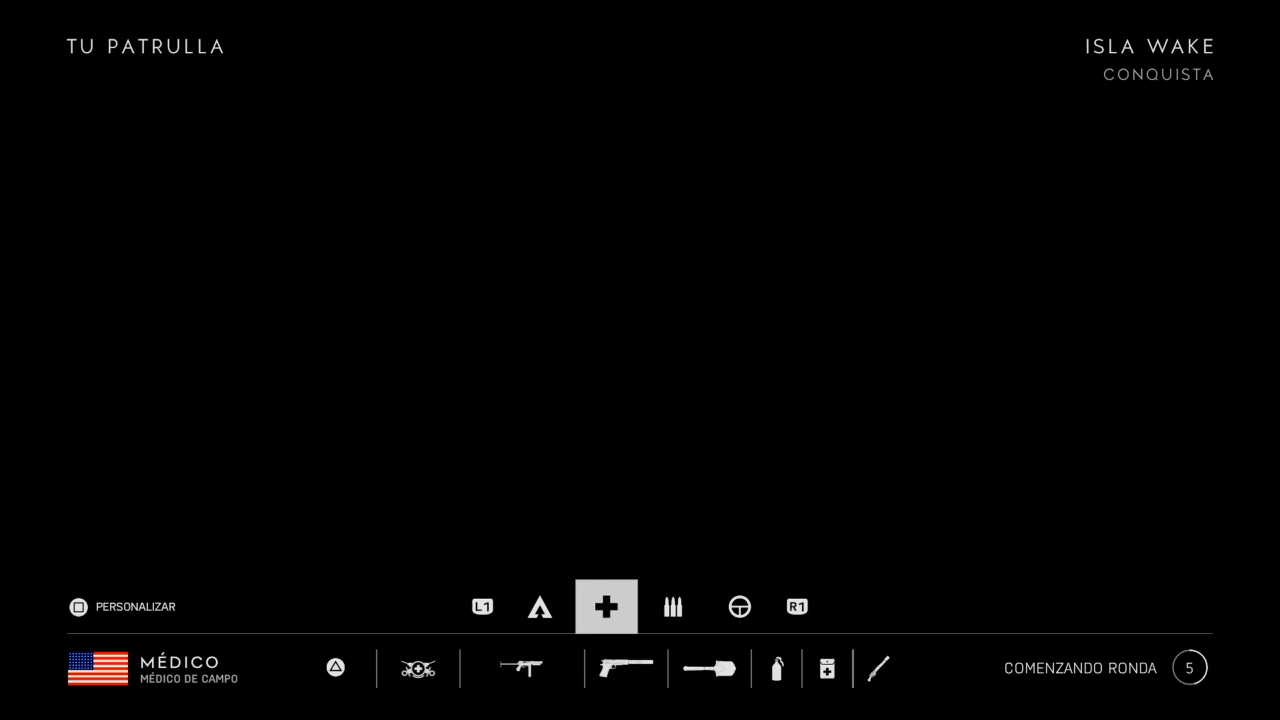 TU PATRULLA
ISLA WAKE
CONQUISTA
PERSONALIZAR
L1
R1
MÉDICO
MÉDICO DE CAMPO
COMENZANDO RONDA 5